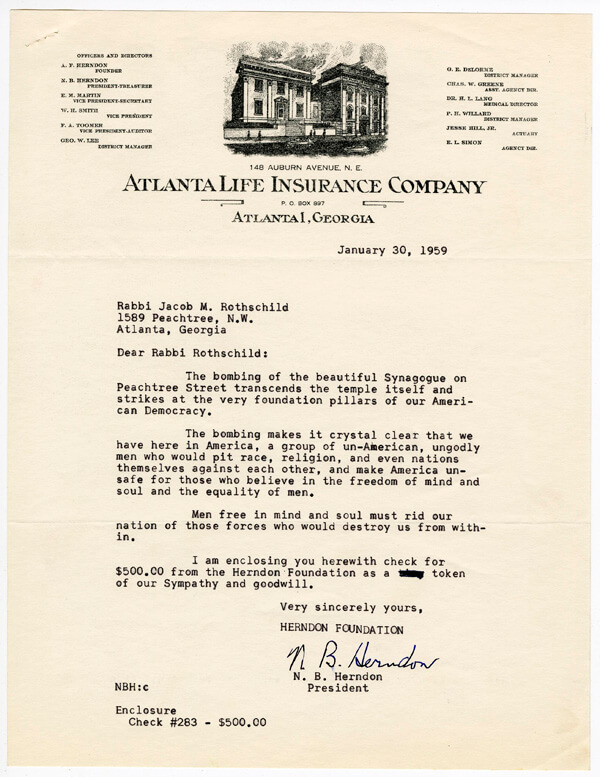 OFFICERS AND DIRECTORS
A. F. HERNDON
FOUNDER
N. B. HERNDON
PRESIDENT-TREASURER
E. M. MARTIN
VICE PRESIDENT-SECRETARY
W. H. SMITH
VICE PRESIDENT
F. A. TOOMER
VICE PRESIDENT-AUDITOR
GEO. W. LEE
DISTRICT MANAGER
G. E. DeLORME
DISTRICT MANAGER
CHAS. W. GREENE
ASST. AGENCY DIR.
DR. H. L. LANG
MEDICAL DIRECTOR
P. H. WILLARD
DISTRICT MANAGER
JESSE HILL, JR.
ACTUARY
E. L. SIMON
AGENCY DIR.
148 AUBURN AVENUE, N. E.
ATLANTA LIFE INSURANCE COMPANY
P. O. BOX 897
ATLANTA 1, GEORGIA
January 30, 1959
Rabbi Jacob M. Rothschild
1589 Peachtree, N.W.
Atlanta, Georgia
Dear Rabbi Rothschild:
The bombing of the beautiful Synagogue on
Peachtree Street transcends the temple itself and
strikes at the very foundation pillars of our Ameri-
can Democracy.
The bombing makes it crystal clear that we
have here in America, a group of un-American, ungodly
men who would pit race, religion, and even nations
themselves against each other, and make America un-
safe for those who believe in the freedom of mind and
soul and the equality of men.
Men free in mind and soul must rid our
nation of those forces who would destroy us from with-
in.
I am enclosing you herewith check for
$500.00 from the Herndon Foundation as a token
of our Sympathy and goodwill.
Very sincerely yours,
HERNDON FOUNDATION
N. B. Herndon
N. B. Herndon
President
NBH:c
Enclosure
Check #283 - $500.00